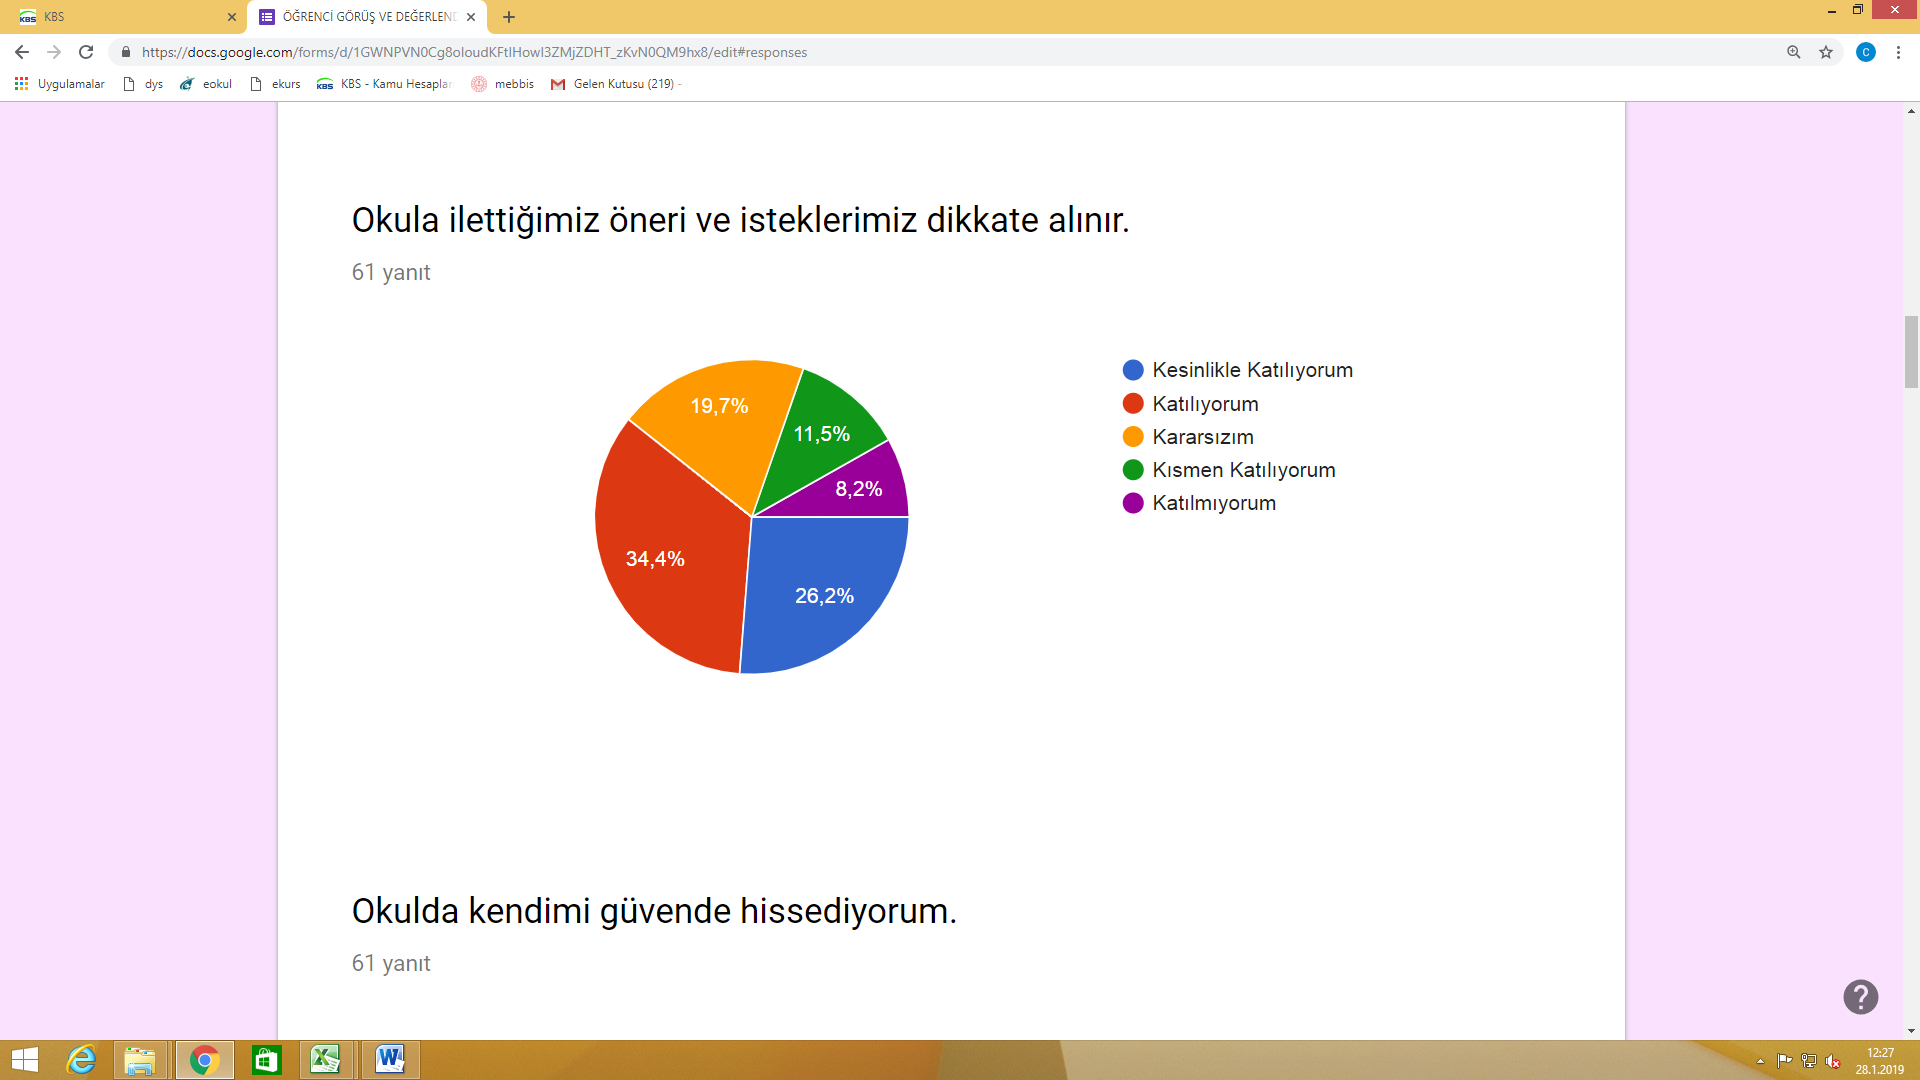 KBS
ÖĞRENCİ GÖRÜŞ VE DEĞERLEND
https://docs.google.com/forms/d/1GWNPVN0Cg8oIoudKFtlHowI3ZMjZDHT_zKvN0QM9hx8/edit#responses
C
Uygulamalar dys eokul ekurs KBS - Kamu Hesaplar mebbis Gelen Kutusu (219) -
Okula ilettiğimiz öneri ve isteklerimiz dikkate alınır.
61 yanıt
Kesinlikle Katılıyorum
Katılıyorum
Kararsızım
Kısmen Katılıyorum
Katılmıyorum
19,7%
11,5%
8,2%
34,4%
26,2%
Okulda kendimi güvende hissediyorum.
61 yanıt
12:27
28.1.2019